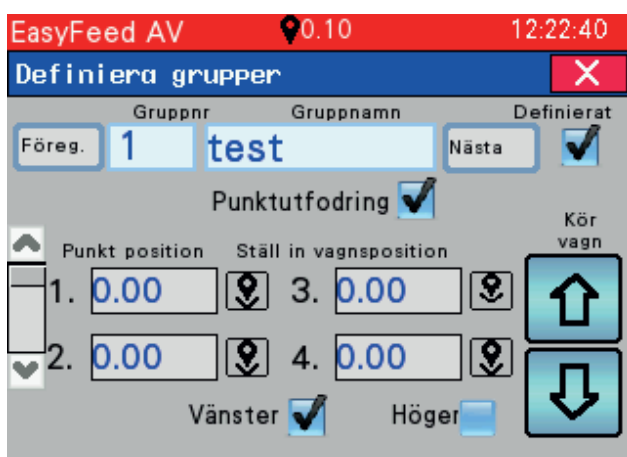 EasyFeed AV 0.10 12:22:40
Definiera grupper
Gruppnr Gruppnamn Definierat
Föreg. 1 test Nästa
Punktutfodring
Kör
vagn
Punkt position Ställ in vagnsposition
1. 0.00 3. 0.00
2. 0.00 4. 0.00
Vänster Höger